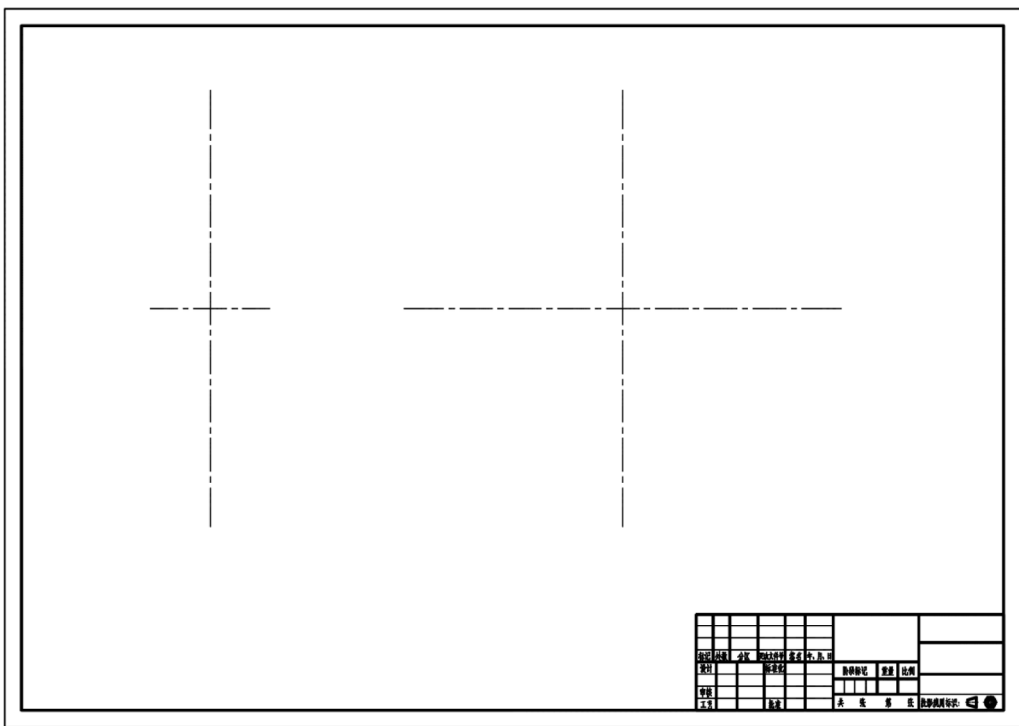 标记 处数 分区 更改文件号 签名 年、月、日
设计 标准化
阶段标记 重量 比例
审核
工艺 批准
共 张 第 张
投影规则标识: